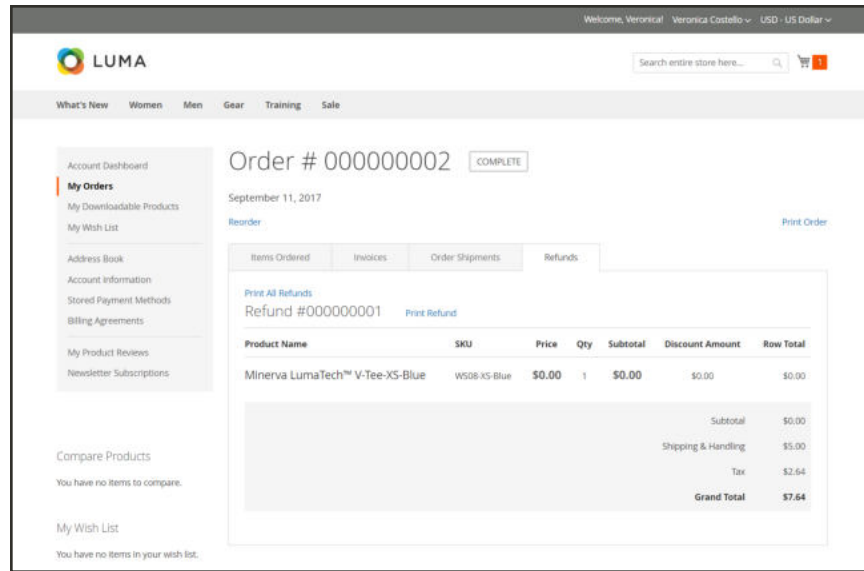 Welcome, Veronica! Veronica Costello USD - US Dollar
LUMA
Search entire store here...
1
What's New Women Men Gear Training Sale
Order # 000000002 COMPLETE
September 11, 2017
Reorder Print Order
Account Dashboard
My Orders
My Downloadable Products
My Wish List
Address Book
Account Information
Stored Payment Methods
Billing Agreements
My Product Reviews
Newsletter Subscriptions
Items Ordered Invoices Order Shipments Refunds
Print All Refunds
Refund #000000001 Print Refund
Product Name SKU Price Qty Subtotal Discount Amount Row Total
Minerva LumaTech™ V-Tee-XS-Blue WS08-XS-Blue $0.00 1 $0.00 $0.00 $0.00
Subtotal $0.00
Shipping & Handling $5.00
Tax $2.64
Grand Total $7.64
Compare Products
You have no items to compare.
My Wish List
You have no items in your wish list.